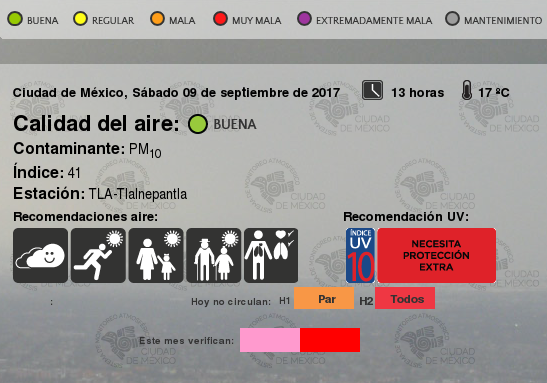 BUENA REGULAR MALA MUY MALA EXTREMADAMENTE MALA MANTENIMIENTO
Ciudad de México, Sábado 09 de septiembre de 2017 13 horas 17 ºC
Calidad del aire: BUENA
Contaminante: PM10
Índice: 41
Estación: TLA-Tlalnepantla
Recomendaciones aire: Recomendación UV:
ÍNDICE
UV
10
NECESITA
PROTECCIÓN
EXTRA
: Hoy no circulan: H1 Par H2 Todos
Este mes verifican:
CIUDAD
DE MÉXICO